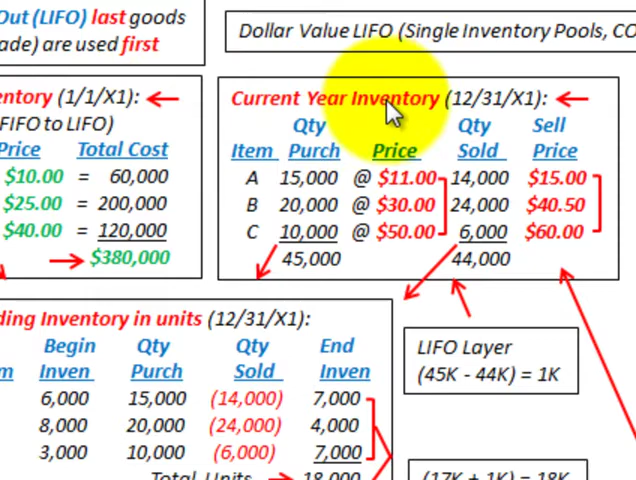 Out (LIFO) last goods
ade) are used first
Dollar Value LIFO (Single Inventory Pools, CO
entory (1/1/X1):
FIFO to LIFO)
Price Total Cost
$10.00 = 60,000
$25.00 = 200,000
$40.00 = 120,000
$380,000
Current Year Inventory (12/31/X1):
Qty Qty Sell
Item Purch Price Sold Price
A 15,000 @ $11.00 14,000 $15.00
B 20,000 @ $30.00 24,000 $40.50
C 10,000 @ $50.00 6,000 $60.00
45,000 44,000
ding Inventory in units (12/31/X1):
Begin Qty Qty End
m Inven Purch Sold Inven
6,000 15,000 (14,000) 7,000
8,000 20,000 (24,000) 4,000
3,000 10,000 (6,000) 7,000
Total Units 18,000
LIFO Layer
(45K - 44K) = 1K
(17K + 1K) = 18K